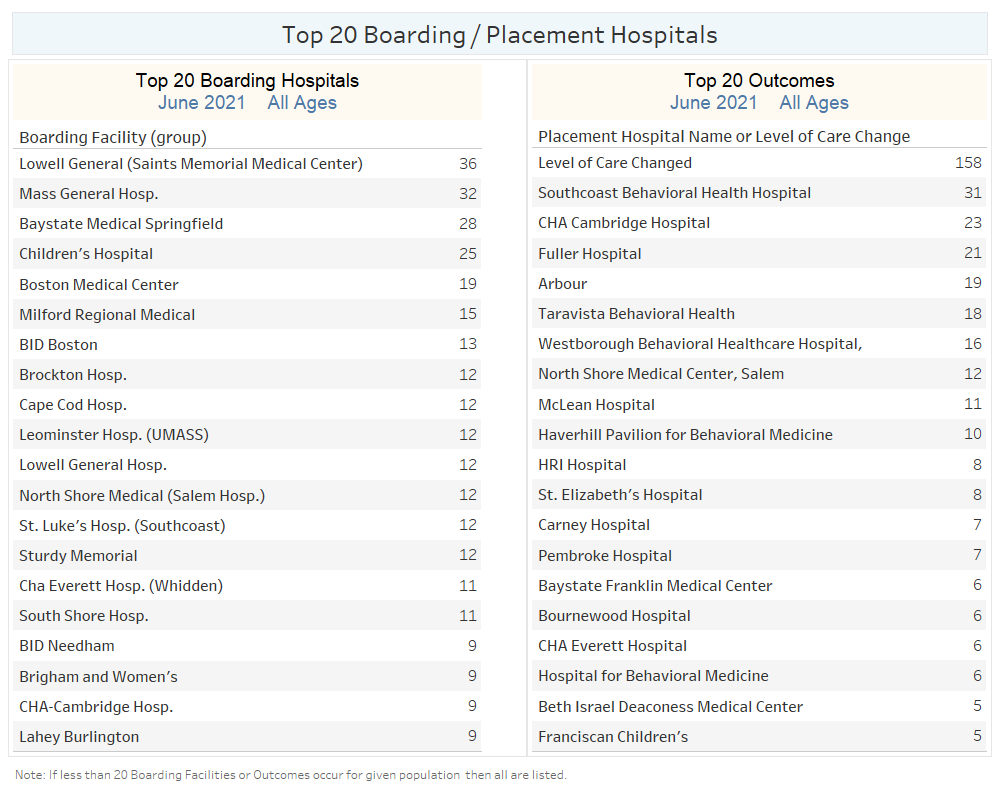 Top 20 Boarding / Placement Hospitals
Top 20 Boarding Hospitals
June 2021 All Ages
Boarding Facility (group)
Lowell General (Saints Memorial Medical Center) 36
Mass General Hosp. 32
Baystate Medical Springfield 28
Children's Hospital 25
Boston Medical Center 19
Milford Regional Medical 15
BID Boston 13
Brockton Hosp. 12
Cape Cod Hosp. 12
Leominster Hosp. (UMASS) 12
Lowell General Hosp. 12
North Shore Medical (Salem Hosp.) 12
St. Luke's Hosp. (Southcoast) 12
Sturdy Memorial 12
Cha Everett Hosp. (Whidden) 11
South Shore Hosp. 11
BID Needham 9
Brigham and Women's 9
CHA-Cambridge Hosp. 9
Lahey Burlington 9
Top 20 Outcomes
June 2021 All Ages
Placement Hospital Name or Level of Care Change
Level of Care Changed 158
Southcoast Behavioral Health Hospital 31
CHA Cambridge Hospital 23
Fuller Hospital 21
Arbour 19
Taravista Behavioral Health 18
Westborough Behavioral Healthcare Hospital, 16
North Shore Medical Center, Salem 12
McLean Hospital 11
Haverhill Pavilion for Behavioral Medicine 10
HRI Hospital 8
St. Elizabeth's Hospital 8
Carney Hospital 7
Pembroke Hospital 7
Baystate Franklin Medical Center 6
Bournewood Hospital 6
CHA Everett Hospital 6
Hospital for Behavioral Medicine 6
Beth Israel Deaconess Medical Center 5
Franciscan Children's 5
Note: If less than 20 Boarding Facilities or Outcomes occur for given population then all are listed.